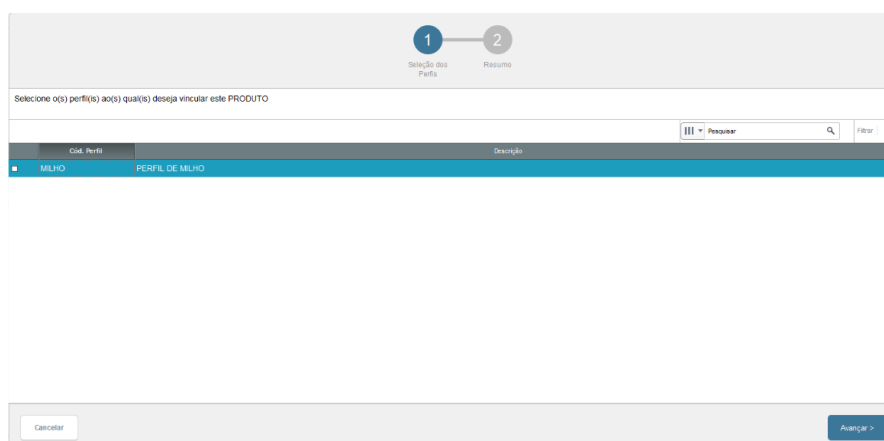 1
2
Seleção dos
Perfis
Resumo
Selecione o(s) perfil(is) ao(s) qual(is) deseja vincular este PRODUTO
Pesquisar
Filtrar
Cód. Perfil
Descrição
MILHO
PERFIL DE MILHO
Cancelar
Avançar >